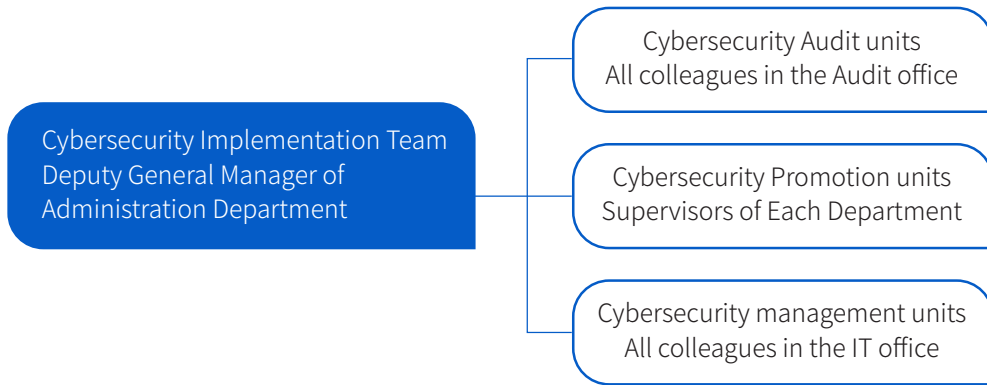 Cybersecurity Implementation Team
Deputy General Manager of
Administration Department
Cybersecurity Audit units
All colleagues in the Audit office
Cybersecurity Promotion units
Supervisors of Each Department
Cybersecurity management units
All colleagues in the IT office